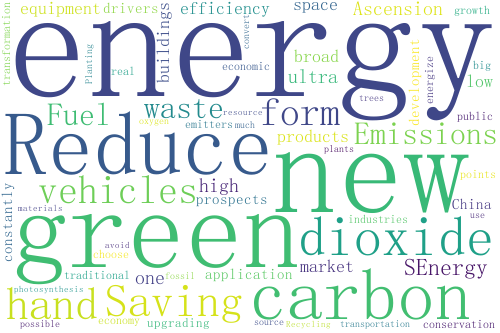 equipment drivers efficiency space Ascension growth
transformation
energy
Planting real buildings economic convert broad ultra development energize trees big low
Fuel waste form public
oxygen resource
emitters much
Reduce products Emissions
plants
new
vehicles high prospects points
constantly
China
use
materials
green industries
avoid
choose
dioxide
traditional one application market SEnergy
photosynthesis fossil
hand Saving carbon
possible economy upgrading source Recycling transportation Conservation